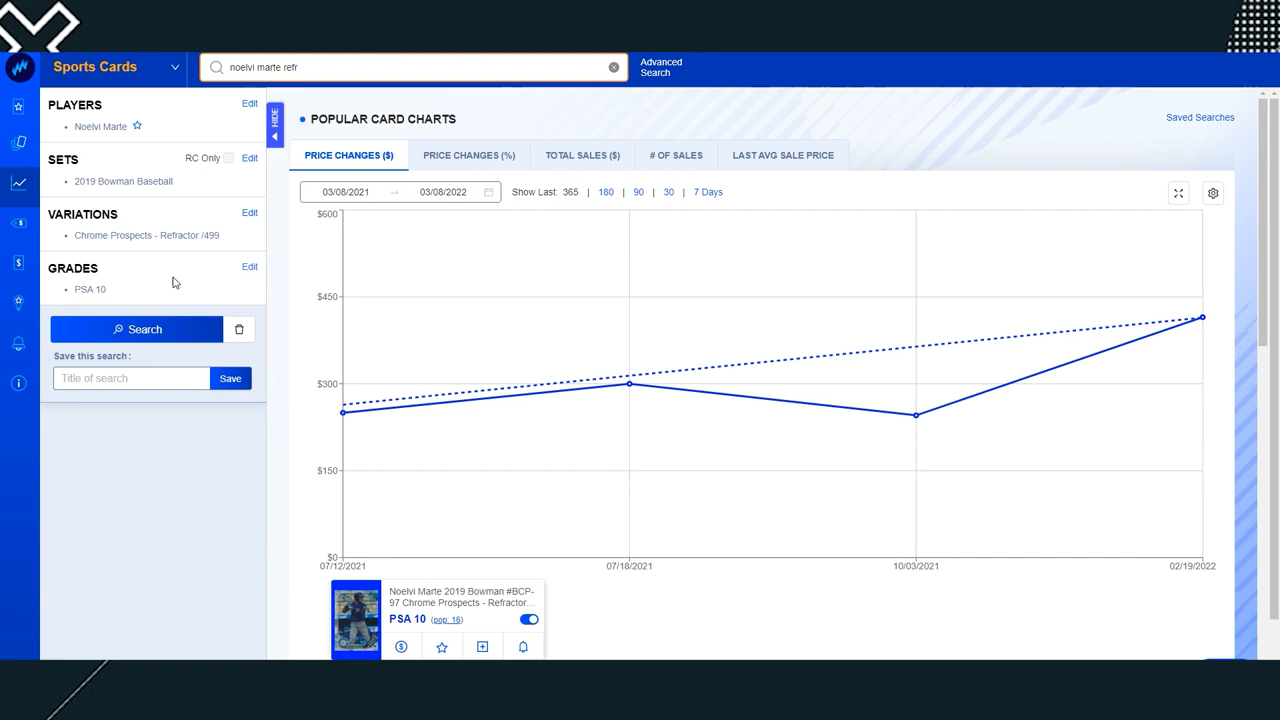 Sports Cards
noelvi marte refr
Advanced
Search
PLAYERS
Edit
Noelvi Marte
SETS
RC Only
Edit
2019 Bowman Baseball
VARIATIONS
Edit
Chrome Prospects - Refractor /499
GRADES
Edit
PSA 10
Search
Save this search :
Title of search
Save
HIDE
POPULAR CARD CHARTS
Saved Searches
PRICE CHANGES ($)
PRICE CHANGES (%)
TOTAL SALES ($)
# OF SALES
LAST AVG SALE PRICE
03/08/2021
03/08/2022
Show Last: 365 | 180 | 90 | 30 | 7 Days
$600
$450
$300
$150
$0
07/12/2021
07/18/2021
10/03/2021
02/19/2022
Noelvi Marte 2019 Bowman #BCP-
97 Chrome Prospects - Refractor...
PSA 10 (pop. 16)